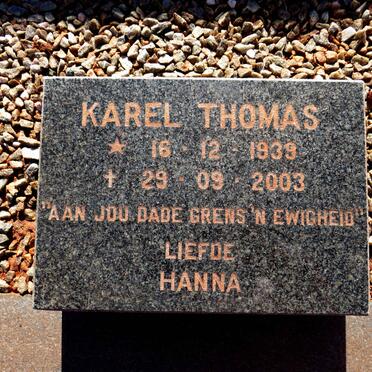 KAREL THOMAS
★ 16 · 12 · 1939
✝ 29 · 09 · 2003
"AAN JOU DADE GRENS 'N EWIGHEID"
LIEFDE
HANNA